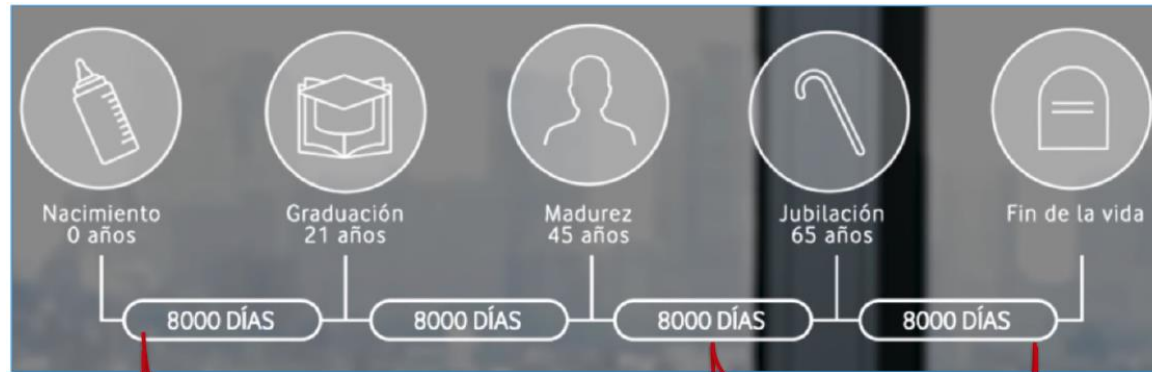 Nacimiento
0 años
Graduación
21 años
Madurez
45 años
Jubilación
65 años
Fin de la vida
8000 DÍAS
8000 DÍAS
8000 DÍAS
8000 DÍAS